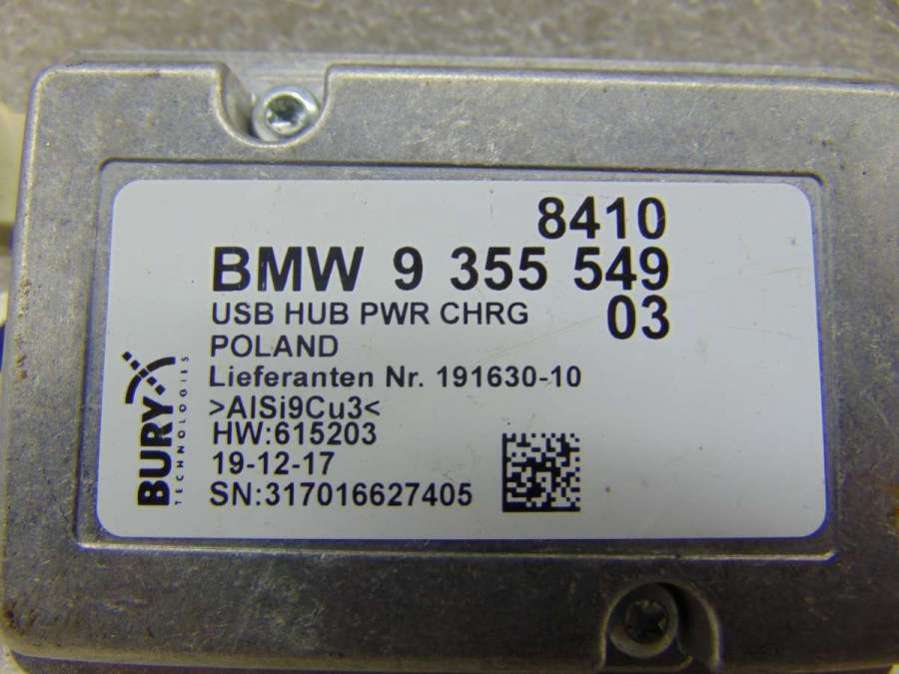 8410
BMW 9 355 549
USB HUB PWR CHRG 03
POLAND
Lieferanten Nr. 191630-10
>AlSi9Cu3<
HW:615203
19-12-17
SN:317016627405
BURY
TECHNOLOGIES